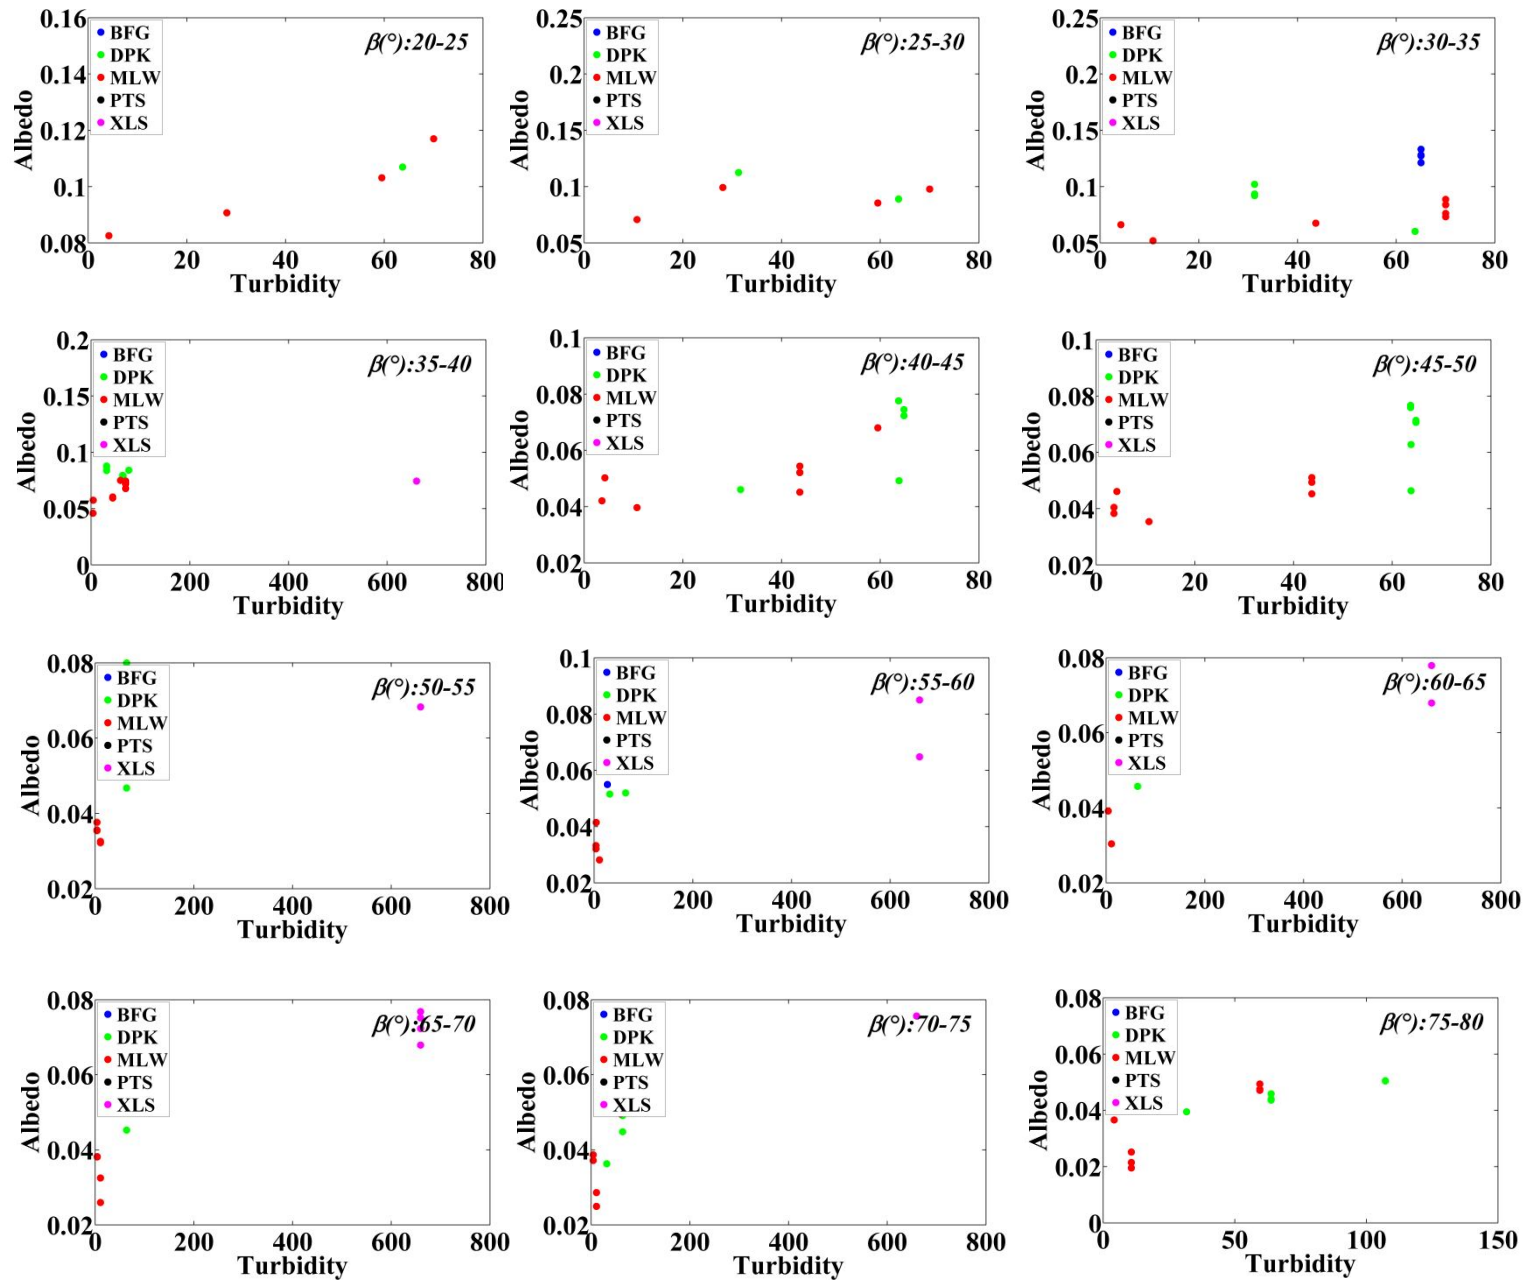 0.16
0.14
0.12
0.1
0.08
Albedo
BFG
DPK
MLW
PTS
XLS
β(°):20-25
0 20 40 60 80
Turbidity
0.25
0.2
0.15
0.1
0.05
Albedo
BFG
DPK
MLW
PTS
XLS
β(°):25-30
0 20 40 60 80
Turbidity
0.25
0.2
0.15
0.1
0.05
Albedo
BFG
DPK
MLW
PTS
XLS
β(°):30-35
0 20 40 60 80
Turbidity
0.2
0.15
0.1
0.05
0
Albedo
BFG
DPK
MLW
PTS
XLS
β(°):35-40
0 200 400 600 800
Turbidity
0.1
0.08
0.06
0.04
0.02
Albedo
BFG
DPK
MLW
PTS
XLS
β(°):40-45
0 20 40 60 80
Turbidity
0.1
0.08
0.06
0.04
0.02
Albedo
BFG
DPK
MLW
PTS
XLS
β(°):45-50
0 20 40 60 80
Turbidity
0.08
0.06
0.04
0.02
Albedo
BFG
DPK
MLW
PTS
XLS
β(°):50-55
0 200 400 600 800
Turbidity
0.1
0.08
0.06
0.04
0.02
Albedo
BFG
DPK
MLW
PTS
XLS
β(°):55-60
0 200 400 600 800
Turbidity
0.08
0.06
0.04
0.02
Albedo
BFG
DPK
MLW
PTS
XLS
β(°):60-65
0 200 400 600 800
Turbidity
0.08
0.06
0.04
0.02
Albedo
BFG
DPK
MLW
PTS
XLS
β(°):65-70
0 200 400 600 800
Turbidity
0.08
0.06
0.04
0.02
Albedo
BFG
DPK
MLW
PTS
XLS
β(°):70-75
0 200 400 600 800
Turbidity
0.08
0.06
0.04
0.02
0
Albedo
BFG
DPK
MLW
PTS
XLS
β(°):75-80
0 50 100 150
Turbidity